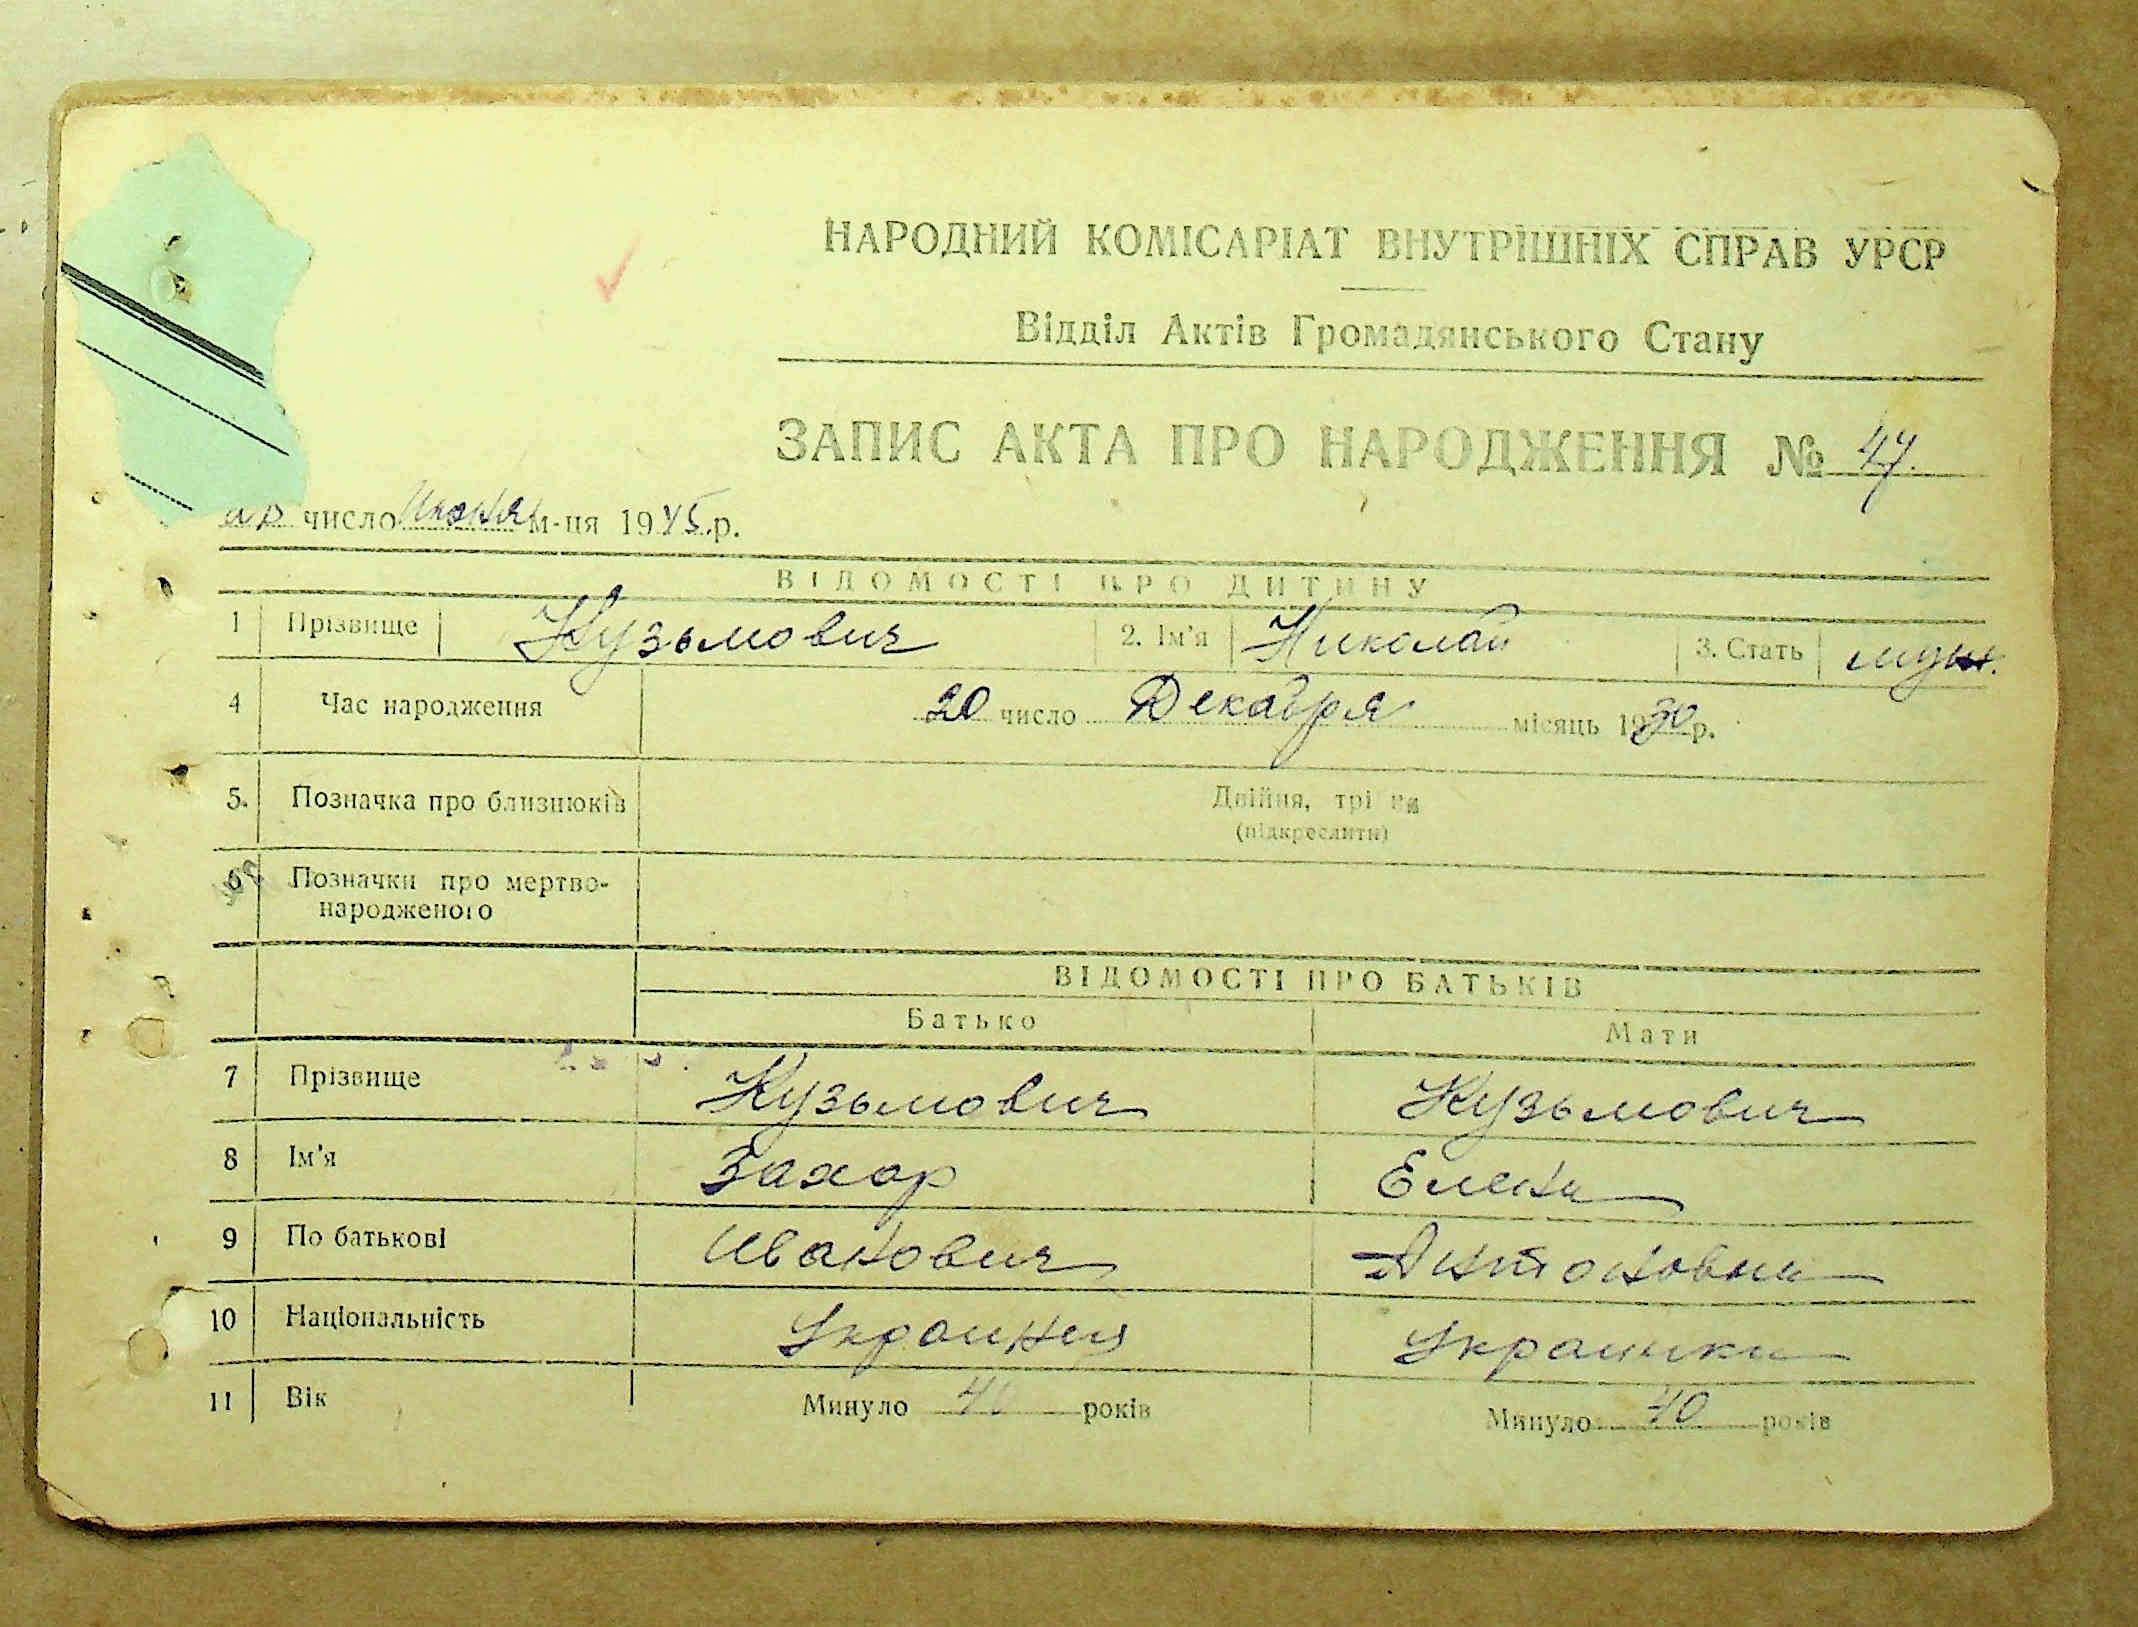 НАРОДНИЙ КОМІСАРІАТ ВНУТРІШНІХ СПРАВ УРСР
Відділ Актів Громадянського Стану
ЗАПИС АКТА ПРО НАРОДЖЕННЯ № 47.
число Июня м-ця 1945 р.
ВІДОМОСТІ ПРО ДИТИНУ
1 Прізвище Кузьмович 2. Ім'я Николай 3. Стать муж.
4 Час народження 20 число Декабря місяць 1930 р.
5. Позначка про близнюків Двійня, трійня
(підкреслити)
6 Позначки про мертво-
народженого
ВІДОМОСТІ ПРО БАТЬКІВ
Батько Мати
7 Прізвище Кузьмович Кузьмович
8 Ім'я Захар Елена
9 По батькові Иванович Антоновна
10 Національність Украинец Украинка
11 Вік Минуло років Минуло 40 років